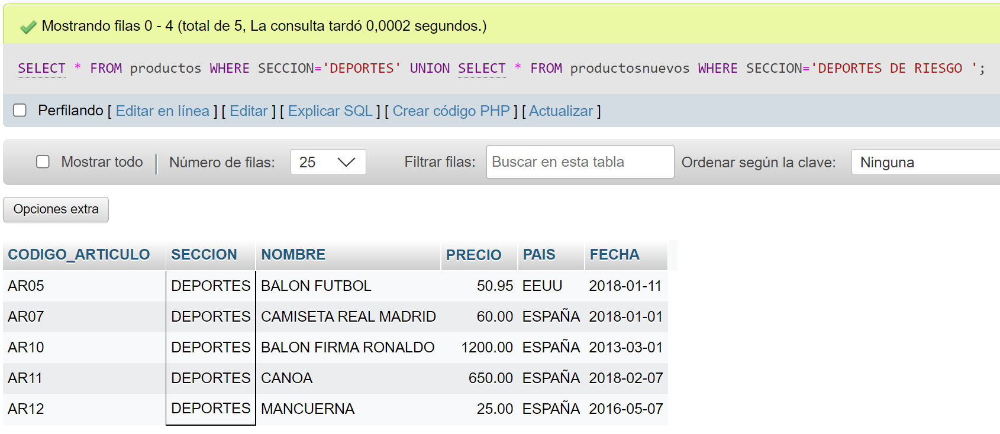 Mostrando filas 0 - 4 (total de 5, La consulta tardó 0,0002 segundos.)
SELECT * FROM productos WHERE SECCION='DEPORTES' UNION SELECT * FROM productosnuevos WHERE SECCION='DEPORTES DE RIESGO ';
Perfilando [ Editar en línea ] [ Editar ] [ Explicar SQL ] [ Crear código PHP ] [ Actualizar ]
Mostrar todo Número de filas: 25 Filtrar filas: Buscar en esta tabla Ordenar según la clave: Ninguna
Opciones extra
CODIGO_ARTICULO SECCION NOMBRE PRECIO PAIS FECHA
AR05 DEPORTES BALON FUTBOL 50.95 EEUU 2018-01-11
AR07 DEPORTES CAMISETA REAL MADRID 60.00 ESPAÑA 2018-01-01
AR10 DEPORTES BALON FIRMA RONALDO 1200.00 ESPAÑA 2013-03-01
AR11 DEPORTES CANOA 650.00 ESPAÑA 2018-02-07
AR12 DEPORTES MANCUERNA 25.00 ESPAÑA 2016-05-07